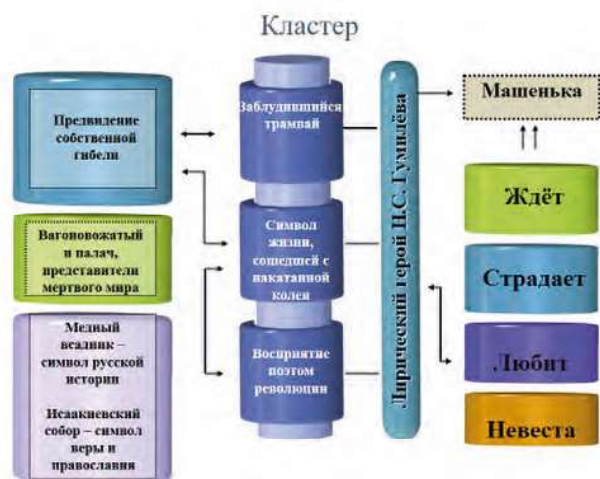 Кластер
Предвидение
собственной
гибели
Вагоновожатый
и палач,
представители
мертвого мира
Медный
всадник –
символ русской
истории
Исаакиевский
собор – символ
веры и
православия
Заблудившийся
трамвай
Символ
жизни,
сошедшей с
накатанной
колея
Восприятие
поэтом
революции
Лирический герой Н.С. Гумилёва
Машенька
Ждёт
Страдает
Любит
Невеста